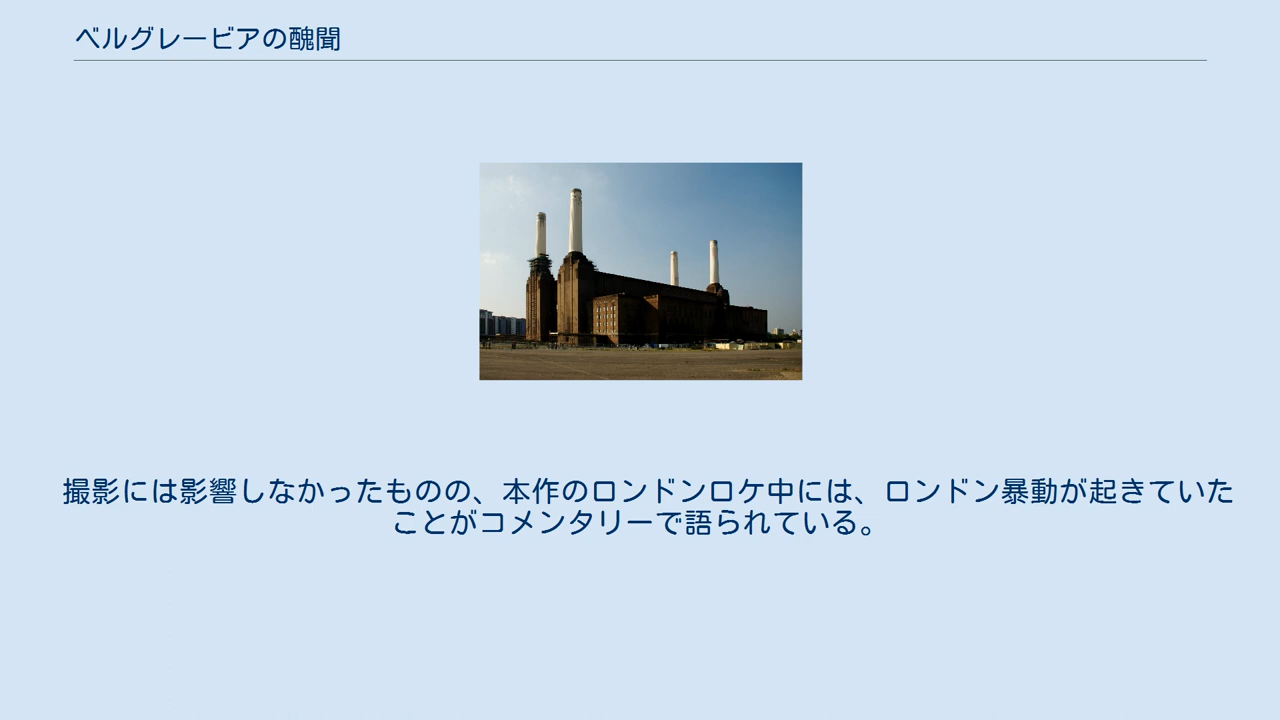 ベルグレービアの醜聞
撮影には影響しなかったものの、本作のロンドンロケ中には、ロンドン暴動が起きていた
ことがコメンタリーで語られている。